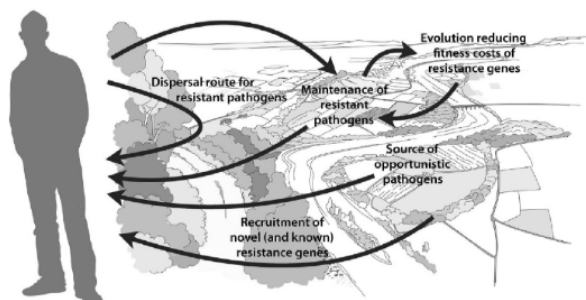 Evolution reducing
fitness costs of
resistance genes
Dispersal route for
resistant pathogens
Maintenance of
resistant
pathogens
Source of
opportunistic
pathogens
Recruitment of
novel (and known)
resistance genes